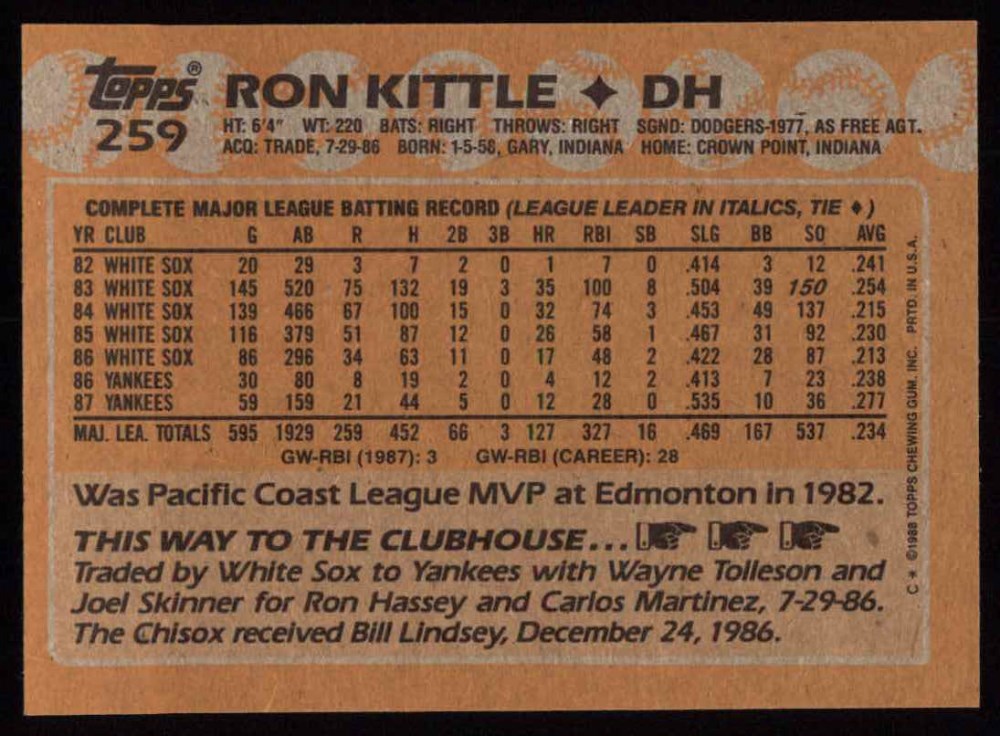 topps® RON KITTLE ✦ DH
259
HT: 6'4" WT: 220 BATS: RIGHT THROWS: RIGHT SGND: DODGERS-1977, AS FREE AGT.
ACQ: TRADE, 7-29-86 BORN: 1-5-58, GARY, INDIANA HOME: CROWN POINT, INDIANA
COMPLETE MAJOR LEAGUE BATTING RECORD (LEAGUE LEADER IN ITALICS, TIE ♦)
YR CLUB G AB R H 2B 3B HR RBI SB SLG BB SO AVG
82 WHITE SOX 20 29 3 7 2 0 1 7 0 .414 3 12 .241
83 WHITE SOX 145 520 75 132 19 3 35 100 8 .504 39 150 .254
84 WHITE SOX 139 466 67 100 15 0 32 74 3 .453 49 137 .215
85 WHITE SOX 116 379 51 87 12 0 26 58 1 .467 31 92 .230
86 WHITE SOX 86 296 34 63 11 0 17 48 2 .422 28 87 .213
86 YANKEES 30 80 8 19 2 0 4 12 2 .413 7 23 .238
87 YANKEES 59 159 21 44 5 0 12 28 0 .535 10 36 .277
MAJ. LEA. TOTALS 595 1929 259 452 66 3 127 327 16 .469 167 537 .234
GW-RBI (1987): 3 GW-RBI (CAREER): 28
Was Pacific Coast League MVP at Edmonton in 1982.
THIS WAY TO THE CLUBHOUSE...
Traded by White Sox to Yankees with Wayne Tolleson and
Joel Skinner for Ron Hassey and Carlos Martinez, 7-29-86.
The Chisox received Bill Lindsey, December 24, 1986.
C * ©1988 TOPPS CHEWING GUM, INC. PRTD. IN U.S.A.